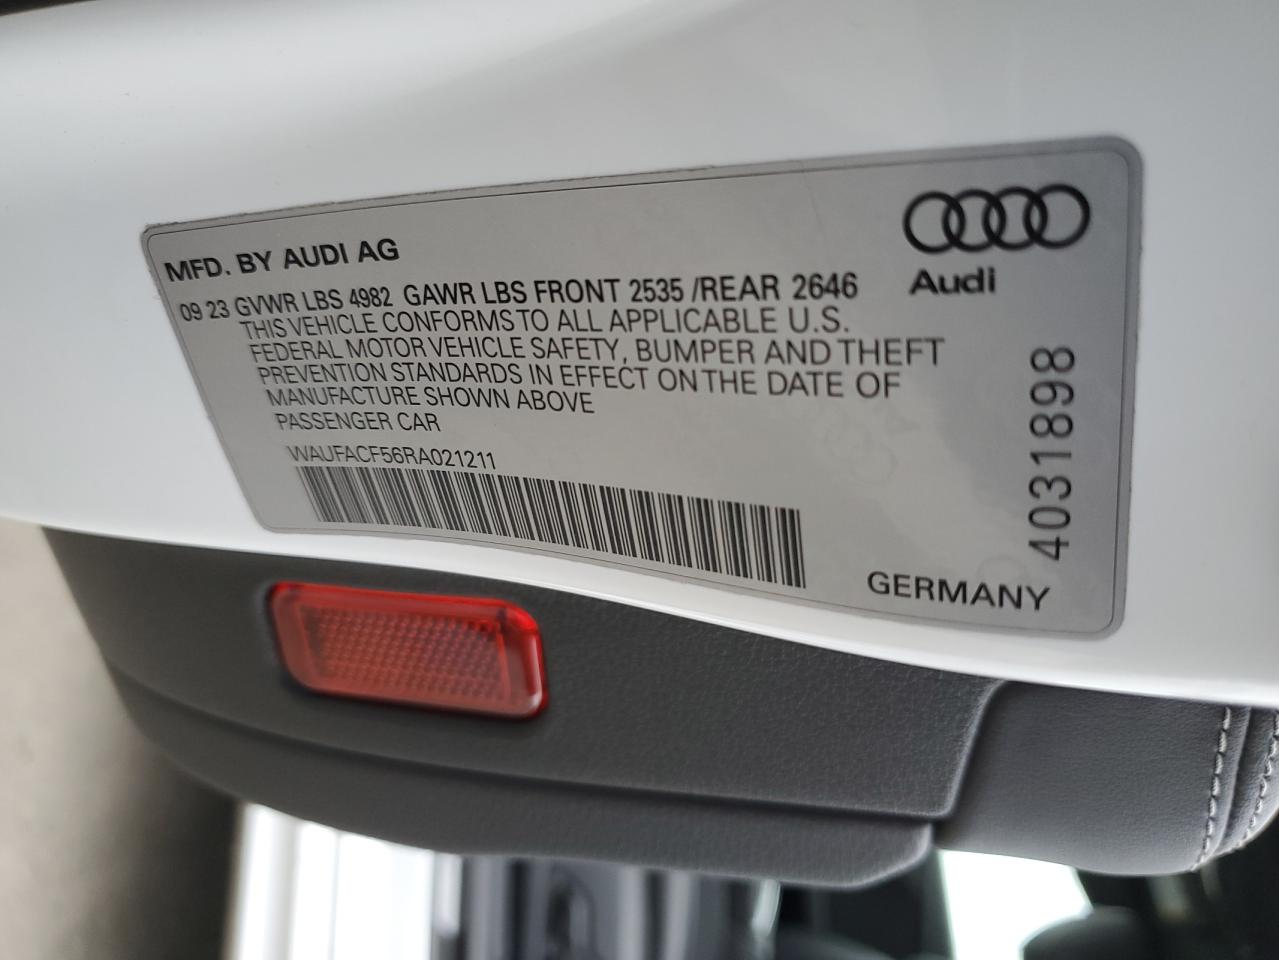 MFD. BY AUDI AG
Audi
09 23 GVWR LBS 4982 GAWR LBS FRONT 2535 /REAR 2646
THIS VEHICLE CONFORMS TO ALL APPLICABLE U.S.
FEDERAL MOTOR VEHICLE SAFETY, BUMPER AND THEFT
PREVENTION STANDARDS IN EFFECT ON THE DATE OF
MANUFACTURE SHOWN ABOVE
PASSENGER CAR
WAUFACF56RA021211
4031898
GERMANY